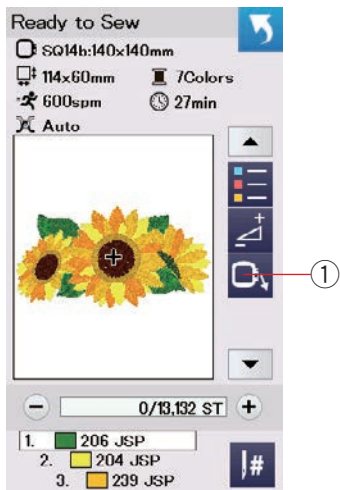 Ready to Sew
SQ14b:140x140mm
114x60mm 7Colors
600spm 27min
Auto
1
0/13,132 ST
1. 206 JSP
2. 204 JSP
3. 239 JSP
#